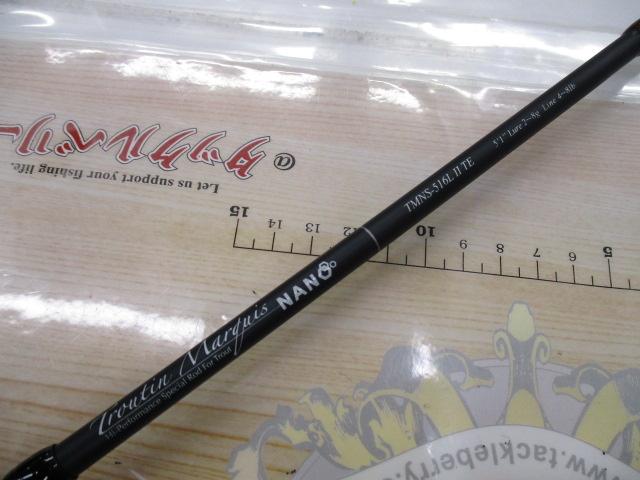 @タックルベリー
Let us support your fishing life.
15
13
12
11
10
9
8
7
6
5
Troutin Marquis NANO
Hi-Performance Special Rod For Trout
TMNS-516L II TE
5'1" Lure 2~8g Line 4~8lb
www.tackleberry.